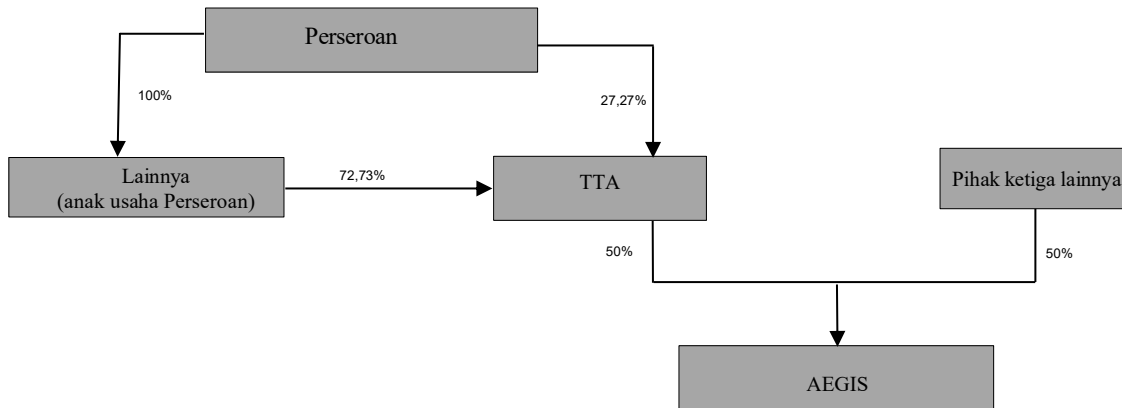 Perseroan
100%
27,27%
Lainnya
(anak usaha Perseroan)
72,73%
TTA
Pihak ketiga lainnya
50%
50%
AEGIS